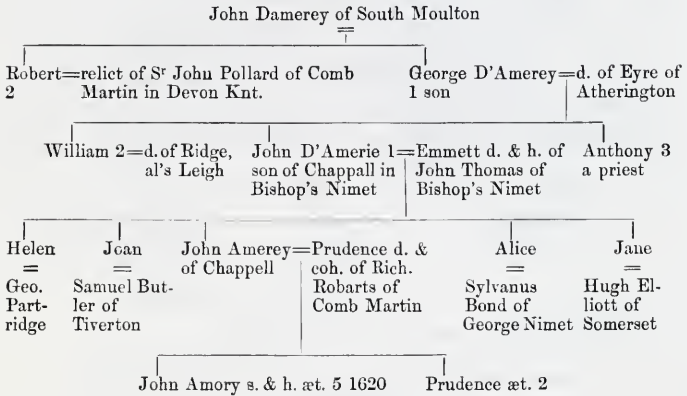 John Damerey of South Moulton
=
Robert=relict of Sr John Pollard of Comb
2 Martin in Devon Knt.
George D'Amerey=d. of Eyre of
1 son Atherington
William 2=d. of Ridge,
al's Leigh
John D'Amerie 1=Emmett d. & h. of
son of Chappall in John Thomas of
Bishop's Nimet Bishop's Nimet
Anthony 3
a priest
Helen
=
Geo.
Part-
ridge
Joan
=
Samuel But-
ler of
Tiverton
John Amerey=Prudence d. &
of Chappell coh. of Rich.
Robarts of
Comb Martin
Alice
=
Sylvanus
Bond of
George Nimet
Jane
=
Hugh El-
liott of
Somerset
John Amory s. & h. æt. 5 1620
Prudence æt. 2